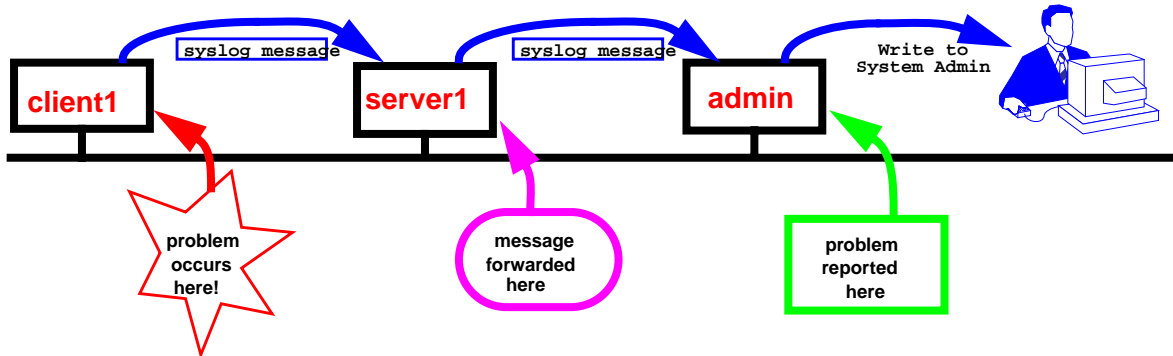 syslog message
syslog message
Write to
System Admin
client1
server1
admin
problem
occurs
here!
message
forwarded
here
problem
reported
here